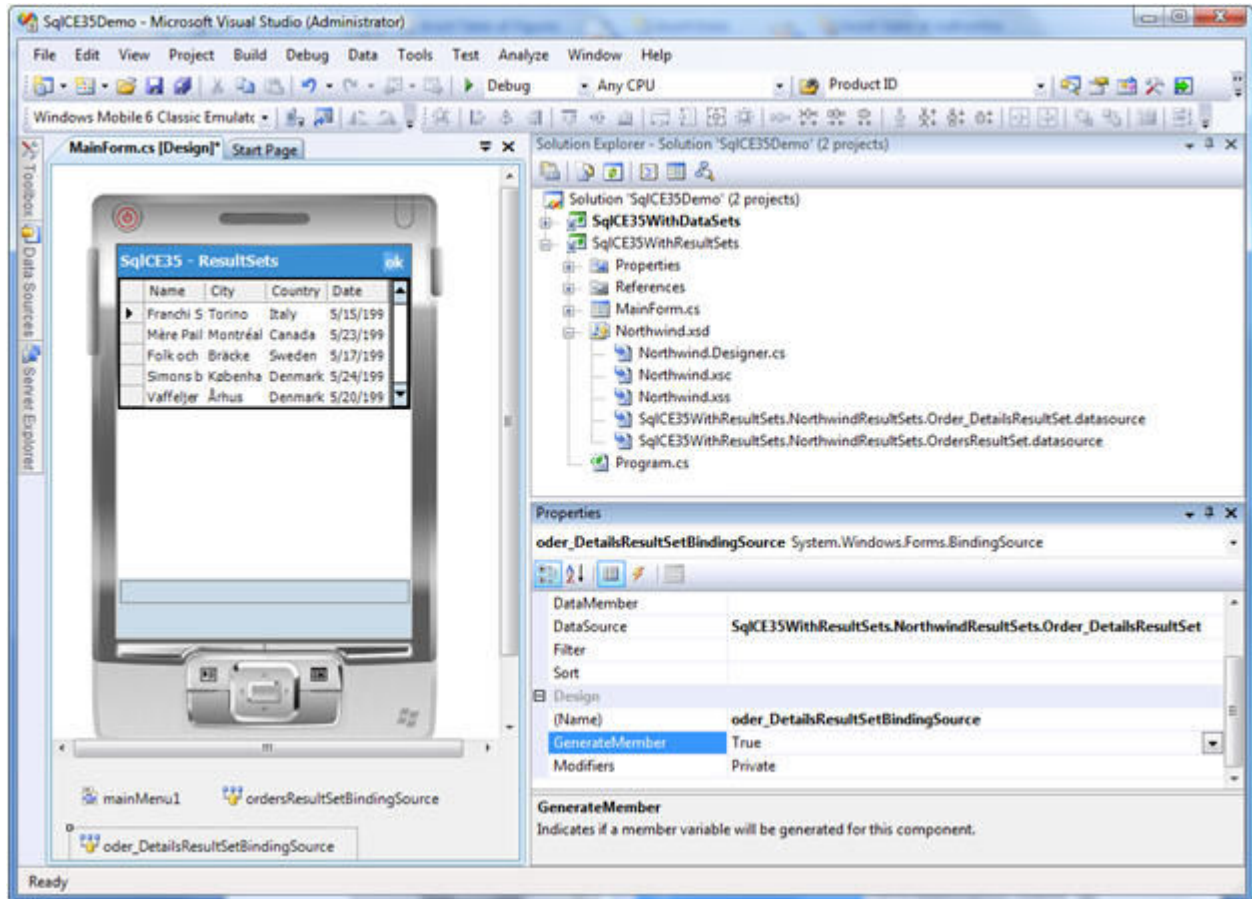 SqlCE35Demo - Microsoft Visual Studio (Administrator)
File Edit View Project Build Debug Data Tools Test Analyze Window Help
Debug Any CPU Product ID
Windows Mobile 6 Classic Emulatc
MainForm.cs [Design]* Start Page
Toolbox
Data Sources
Server Explorer
SqlCE35 - ResultSets ok
Name City Country Date
Franchi S Torino Italy 5/15/199
Mère Pail Montréal Canada 5/23/199
Folk och Bräcke Sweden 5/17/199
Simons b Københa Denmark 5/24/199
Vaffeljer Århus Denmark 5/20/199
mainMenu1 ordersResultSetBindingSource
oder_DetailsResultSetBindingSource
Solution Explorer - Solution 'SqlCE35Demo' (2 projects)
Solution 'SqlCE35Demo' (2 projects)
SqlCE35WithDataSets
SqlCE35WithResultSets
Properties
References
MainForm.cs
Northwind.xsd
Northwind.Designer.cs
Northwind.xsc
Northwind.xss
SqlCE35WithResultSets.NorthwindResultSets.Order_DetailsResultSet.datasource
SqlCE35WithResultSets.NorthwindResultSets.OrdersResultSet.datasource
Program.cs
Properties
oder_DetailsResultSetBindingSource System.Windows.Forms.BindingSource
DataMember
DataSource SqlCE35WithResultSets.NorthwindResultSets.Order_DetailsResultSet
Filter
Sort
Design
(Name) oder_DetailsResultSetBindingSource
GenerateMember True
Modifiers Private
GenerateMember
Indicates if a member variable will be generated for this component.
Ready